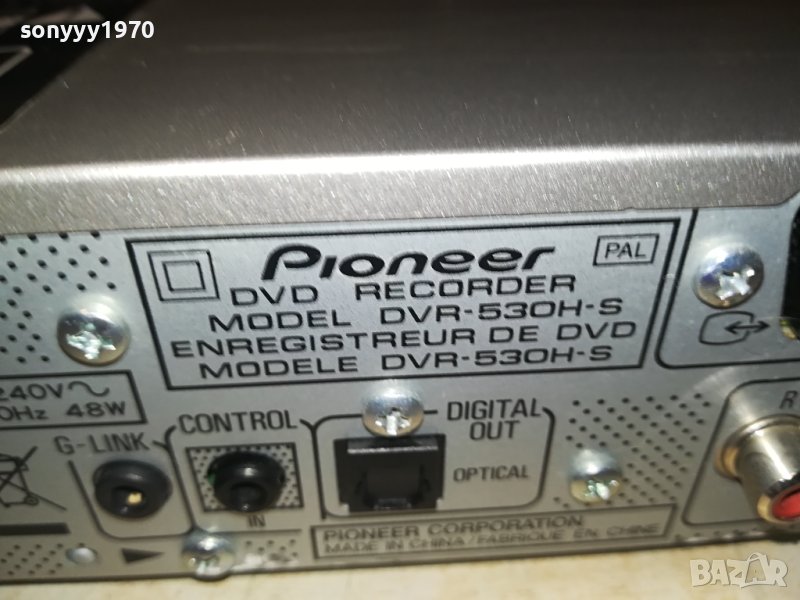 sonyyy1970
Pioneer
PAL
DVD RECORDER
MODEL DVR-530H-S
ENREGISTREUR DE DVD
MODELE DVR-530H-S
240V
0Hz 48W
G-LINK
CONTROL
IN
DIGITAL
OUT
OPTICAL
R
PIONEER CORPORATION
MADE IN CHINA/FABRIQUE EN CHINE
BAZAR